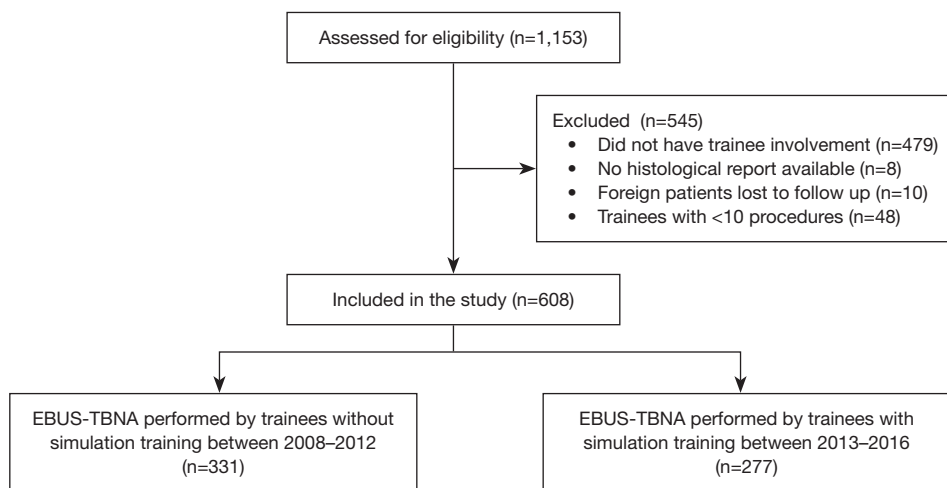 Assessed for eligibility (n=1,153)
Excluded  (n=545)
• Did not have trainee involvement (n=479)
• No histological report available (n=8)
• Foreign patients lost to follow up (n=10)
• Trainees with <10 procedures (n=48)
Included in the study (n=608)
EBUS-TBNA performed by trainees without
simulation training between 2008–2012
(n=331)
EBUS-TBNA performed by trainees with
simulation training between 2013–2016
(n=277)